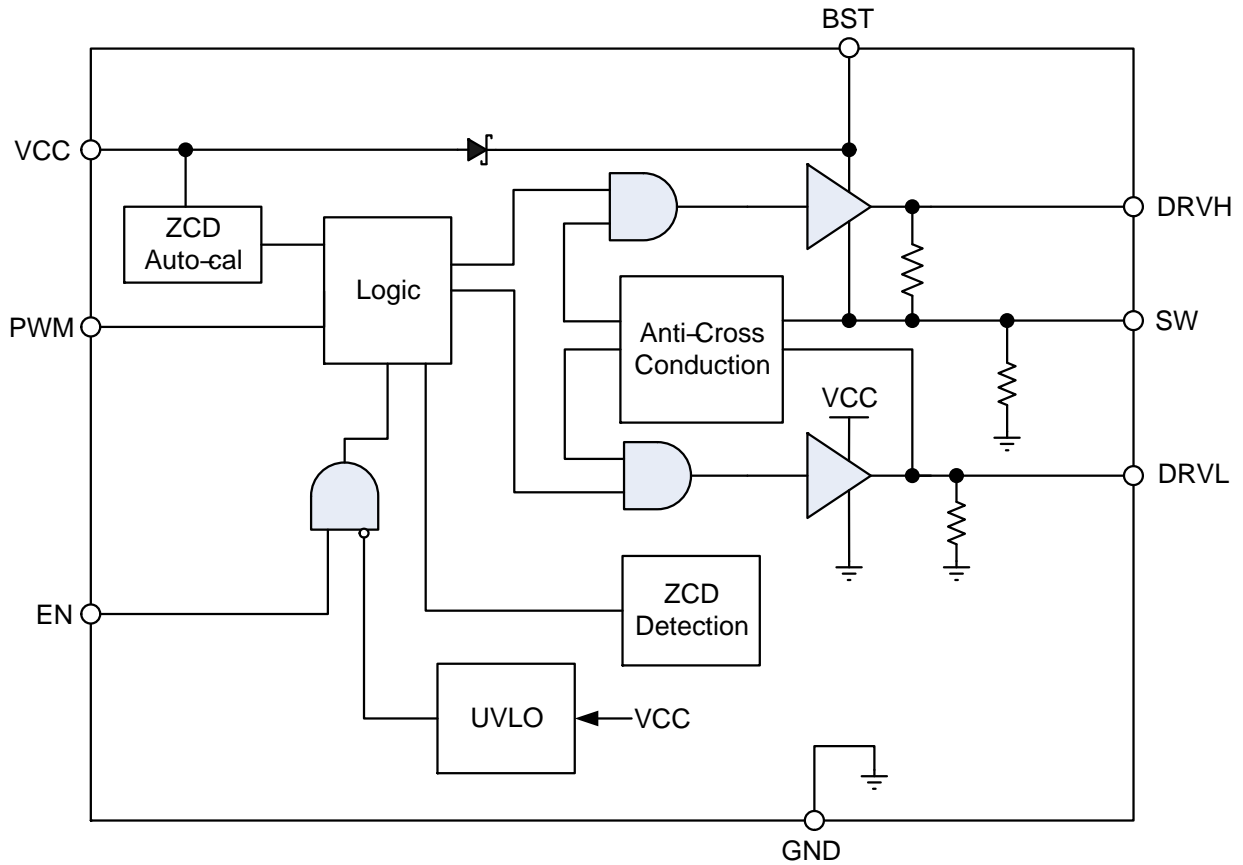 BST
VCC
DRVH
ZCD
Auto-cal
Logic
PWM
Anti-Cross
Conduction
SW
VCC
DRVL
ZCD
Detection
EN
UVLO
VCC
GND